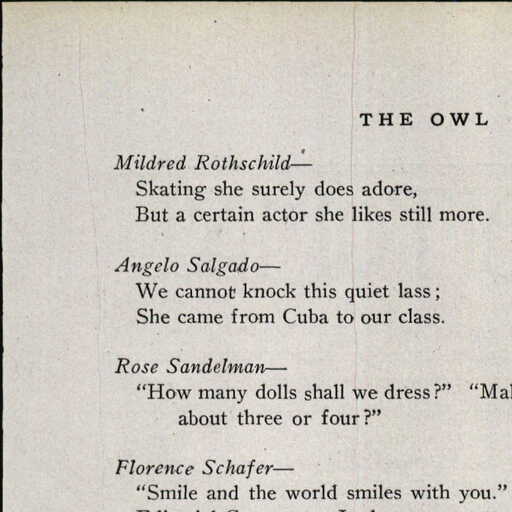 THE OWL
Mildred Rothschild—
Skating she surely does adore,
But a certain actor she likes still more.
Angelo Salgado—
We cannot knock this quiet lass;
She came from Cuba to our class.
Rose Sandelman—
"How many dolls shall we dress?"
about three or four?"
Florence Schafer—
"Smile and the world smiles with you."